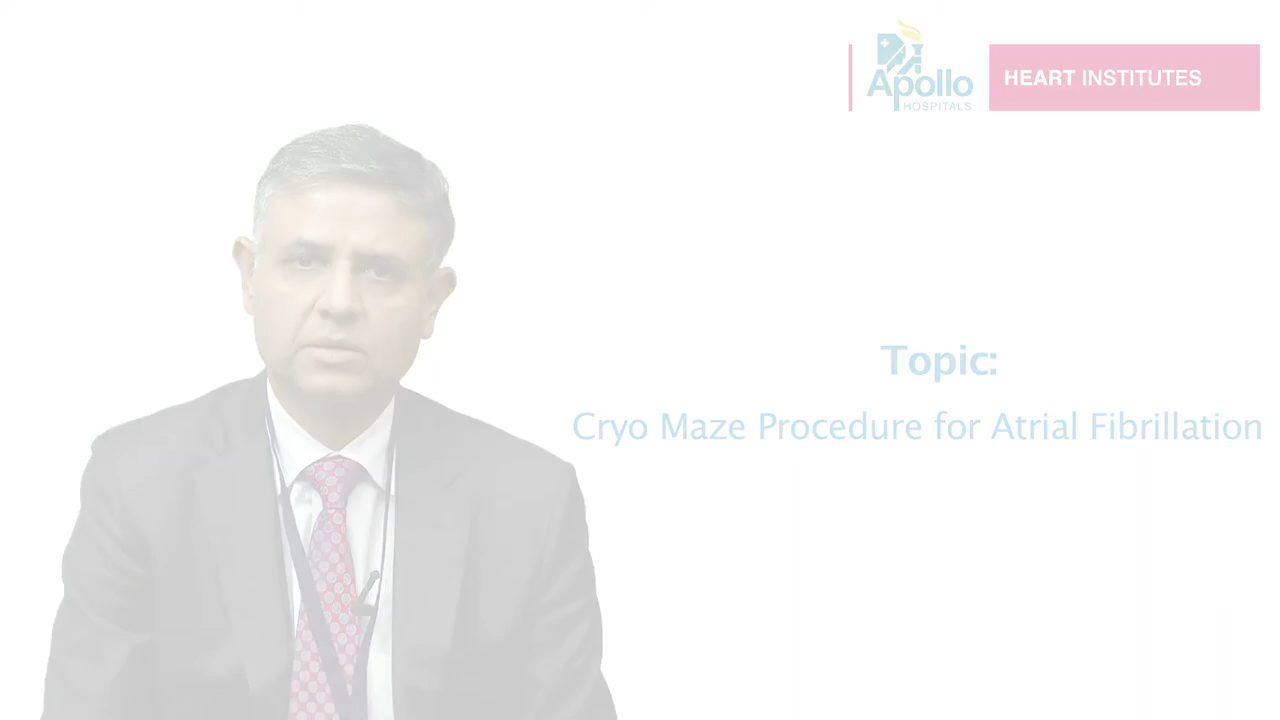 Apollo
HOSPITALS
HEART INSTITUTES
Topic:
Cryo Maze Procedure for Atrial Fibrillation